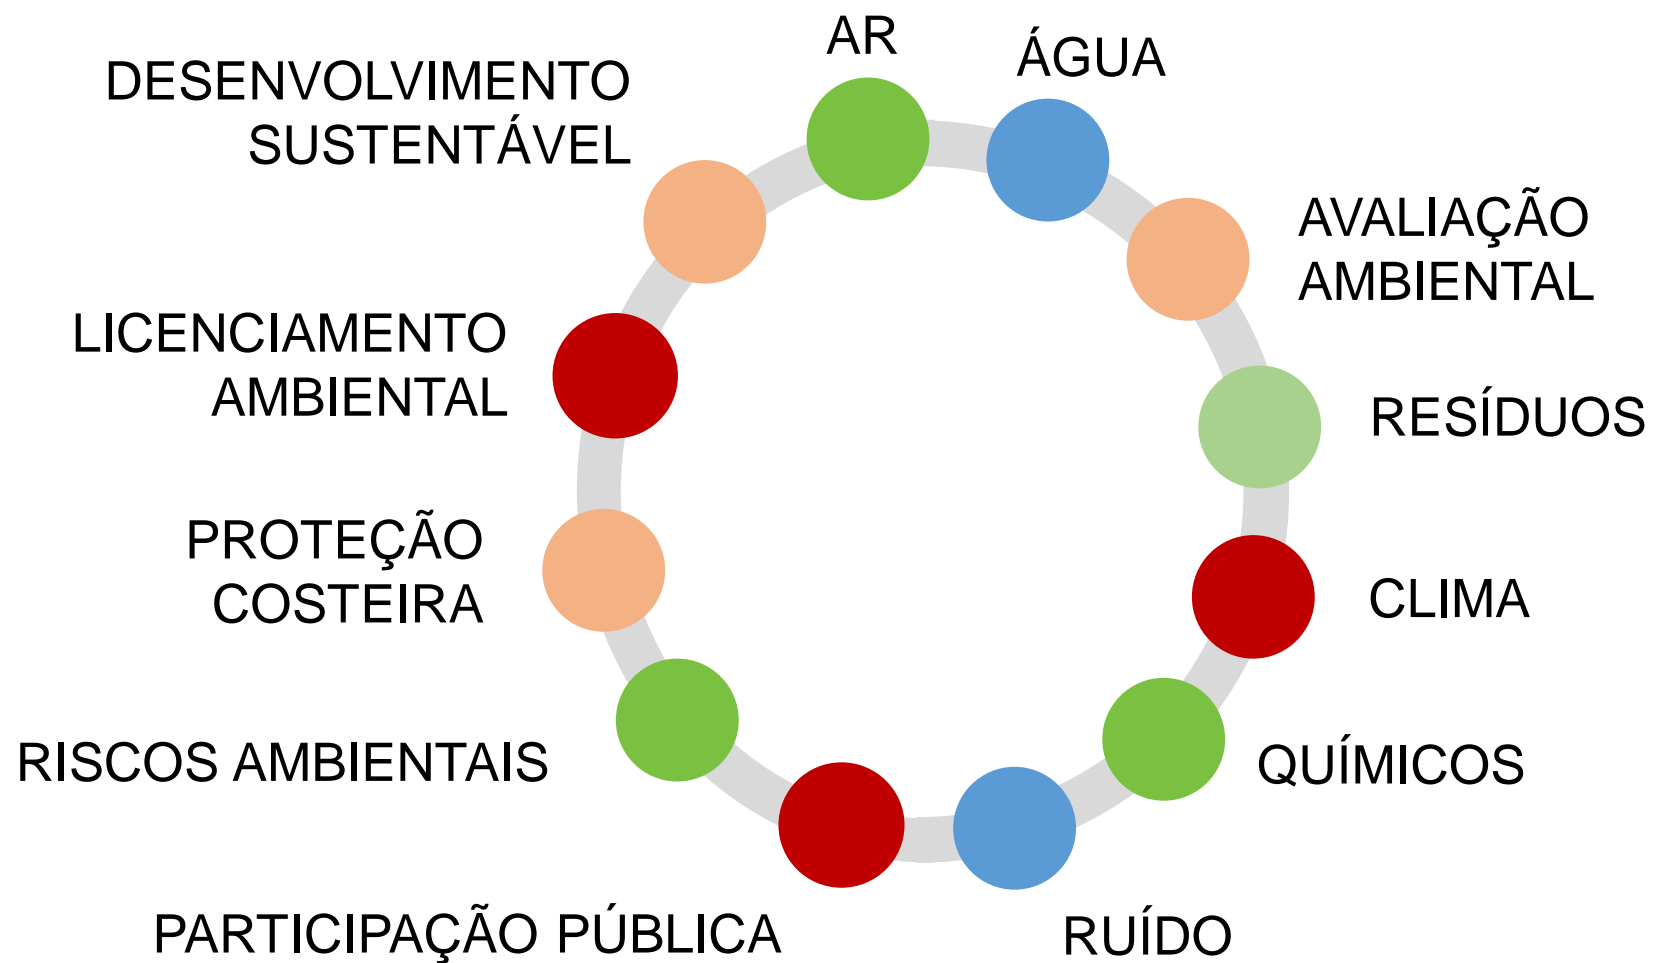 AR
ÁGUA
AVALIAÇÃO
AMBIENTAL
RESÍDUOS
CLIMA
QUÍMICOS
RUÍDO
PARTICIPAÇÃO PÚBLICA
RISCOS AMBIENTAIS
PROTEÇÃO
COSTEIRA
LICENCIAMENTO
AMBIENTAL
DESENVOLVIMENTO
SUSTENTÁVEL